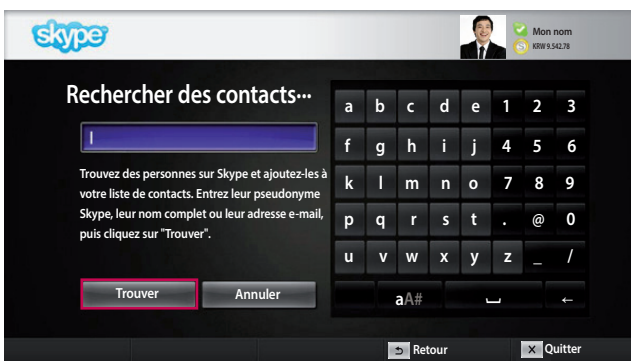 skype
Mon nom
KRW 9.542.78
Rechercher des contacts...
Trouvez des personnes sur Skype et ajoutez-les à
votre liste de contacts. Entrez leur pseudonyme
Skype, leur nom complet ou leur adresse e-mail,
puis cliquez sur "Trouver".
Trouver Annuler
a b c d e 1 2 3
f g h i j 4 5 6
k l m n o 7 8 9
p q r s t . @ 0
u v w x y z _ /
aA# ⌴ ←
Retour X Quitter